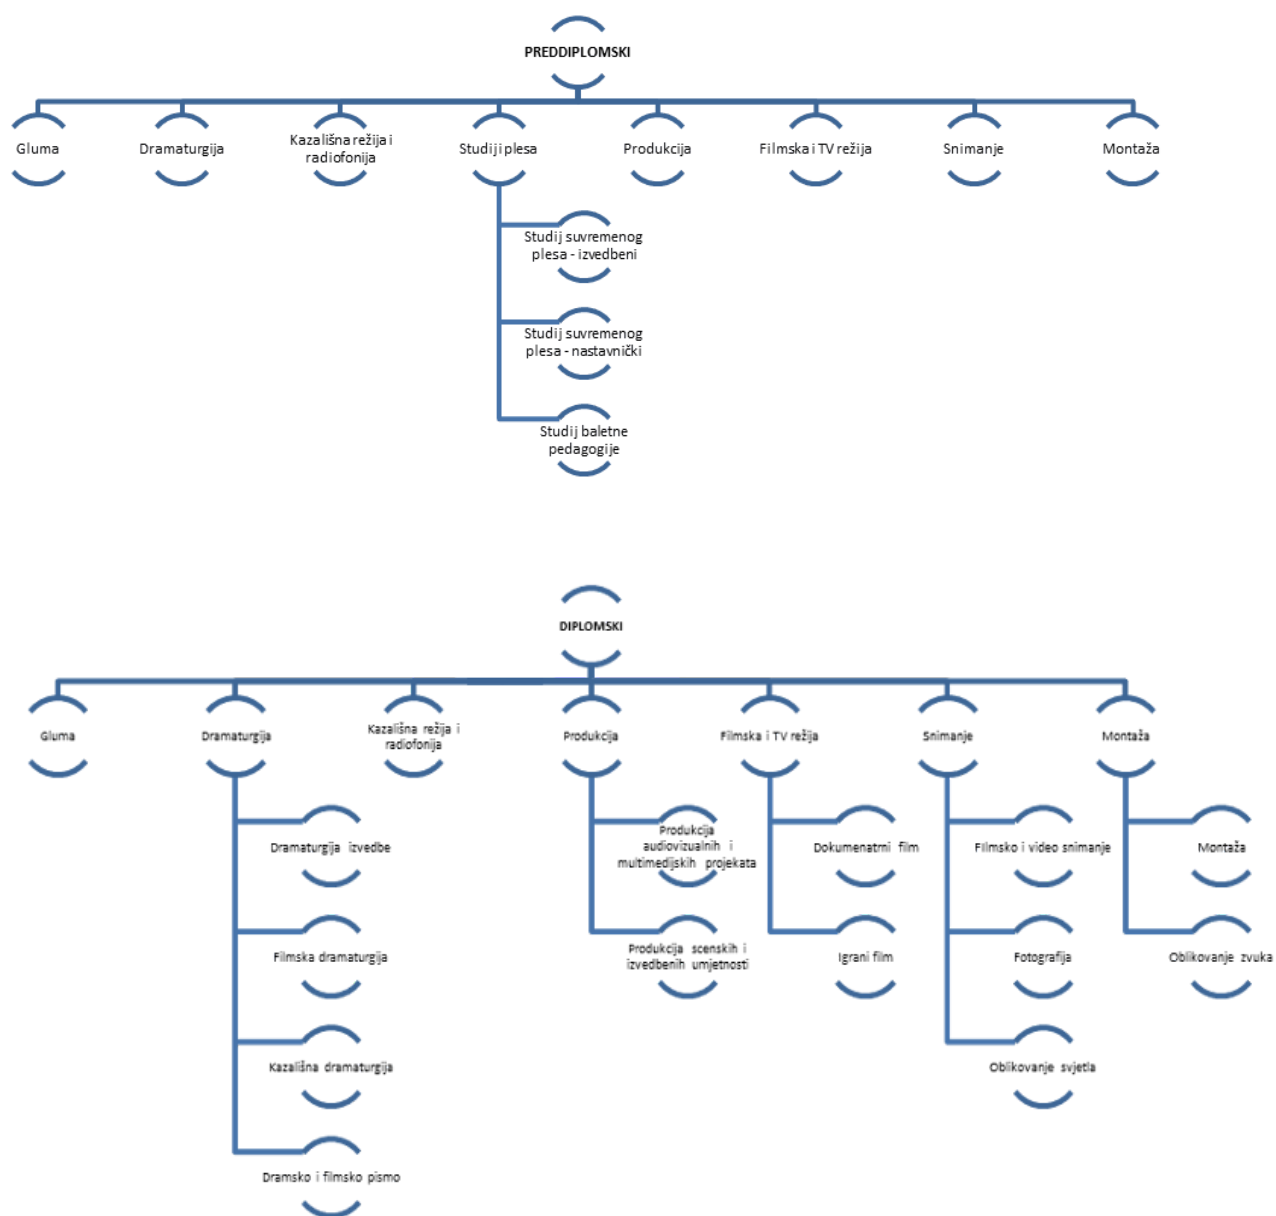 PREDDIPLOMSKI
Gluma
Dramaturgija
Kazališna režija i
radiofonija
Studiji plesa
Produkcija
Filmska i TV režija
Snimanje
Montaža
Studij suvremenog
plesa - izvedbeni
Studij suvremenog
plesa - nastavnički
Studij baletne
pedagogije
DIPLOMSKI
Gluma
Dramaturgija
Kazališna režija i
radiofonija
Produkcija
Filmska i TV režija
Snimanje
Montaža
Dramaturgija izvedbe
Filmska dramaturgija
Kazališna dramaturgija
Dramsko i filmsko pismo
Produkcija
audiovizualnih i
multimedijskih projekata
Produkcija scenskih i
izvedbenih umjetnosti
Dokumenatrni film
Igrani film
FIlmsko i video snimanje
Fotografija
Oblikovanje svjetla
Montaža
Oblikovanje zvuka